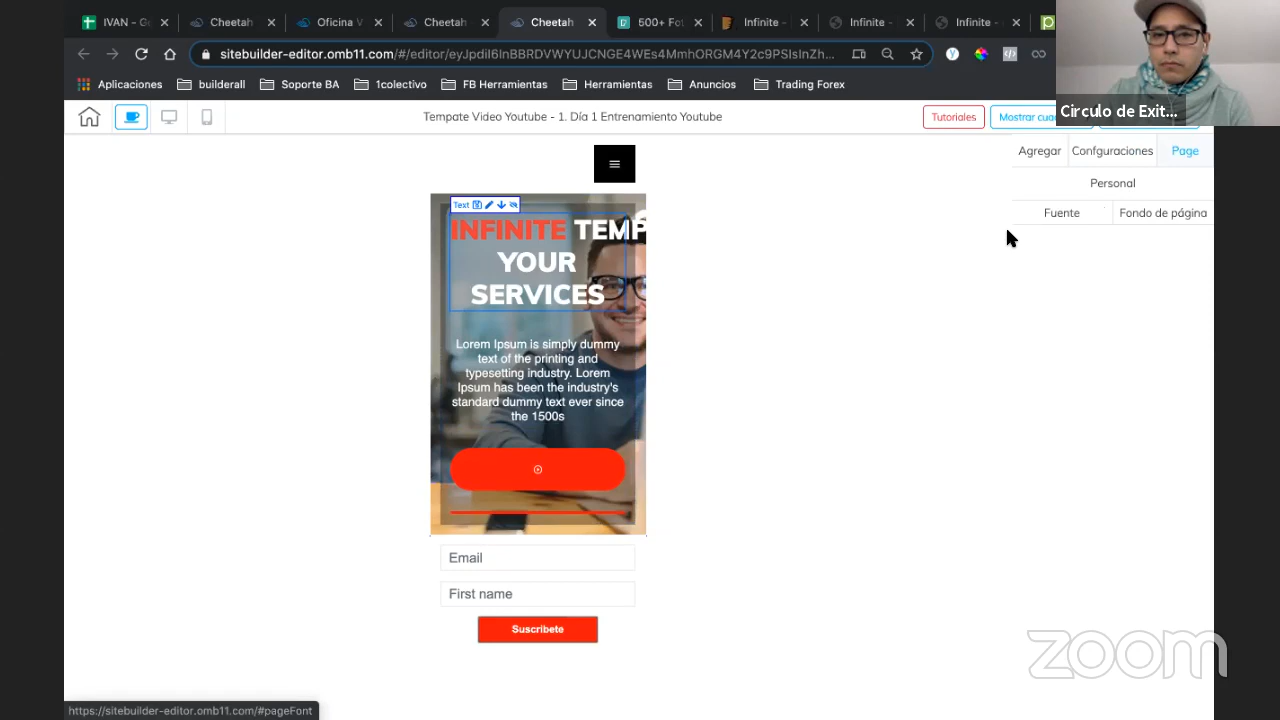 IVAN – G
Cheetah
Oficina V
Cheetah
Cheetah
500+ Fot
Infinite -
Infinite -
Infinite -
sitebuilder-editor.omb11.com/#/editor/eyJpdiI6InBBRDVWYUJCNGE4WEs4MmhORGM4Y2c9PSIsInZh...
Aplicaciones
builderall
Soporte BA
1colectivo
FB Herramientas
Herramientas
Anuncios
Trading Forex
Circulo de Exit...
Tempate Video Youtube - 1. Día 1 Entrenamiento Youtube
Tutoriales
Mostrar cua
Agregar
Confguraciones
Page
Personal
Fuente
Fondo de página
Text
INFINITE TEMP
YOUR
SERVICES
Lorem Ipsum is simply dummy
text of the printing and
typesetting industry. Lorem
Ipsum has been the industry's
standard dummy text ever since
the 1500s
Email
First name
Suscribete
zoom
https://sitebuilder-editor.omb11.com/#pageFont